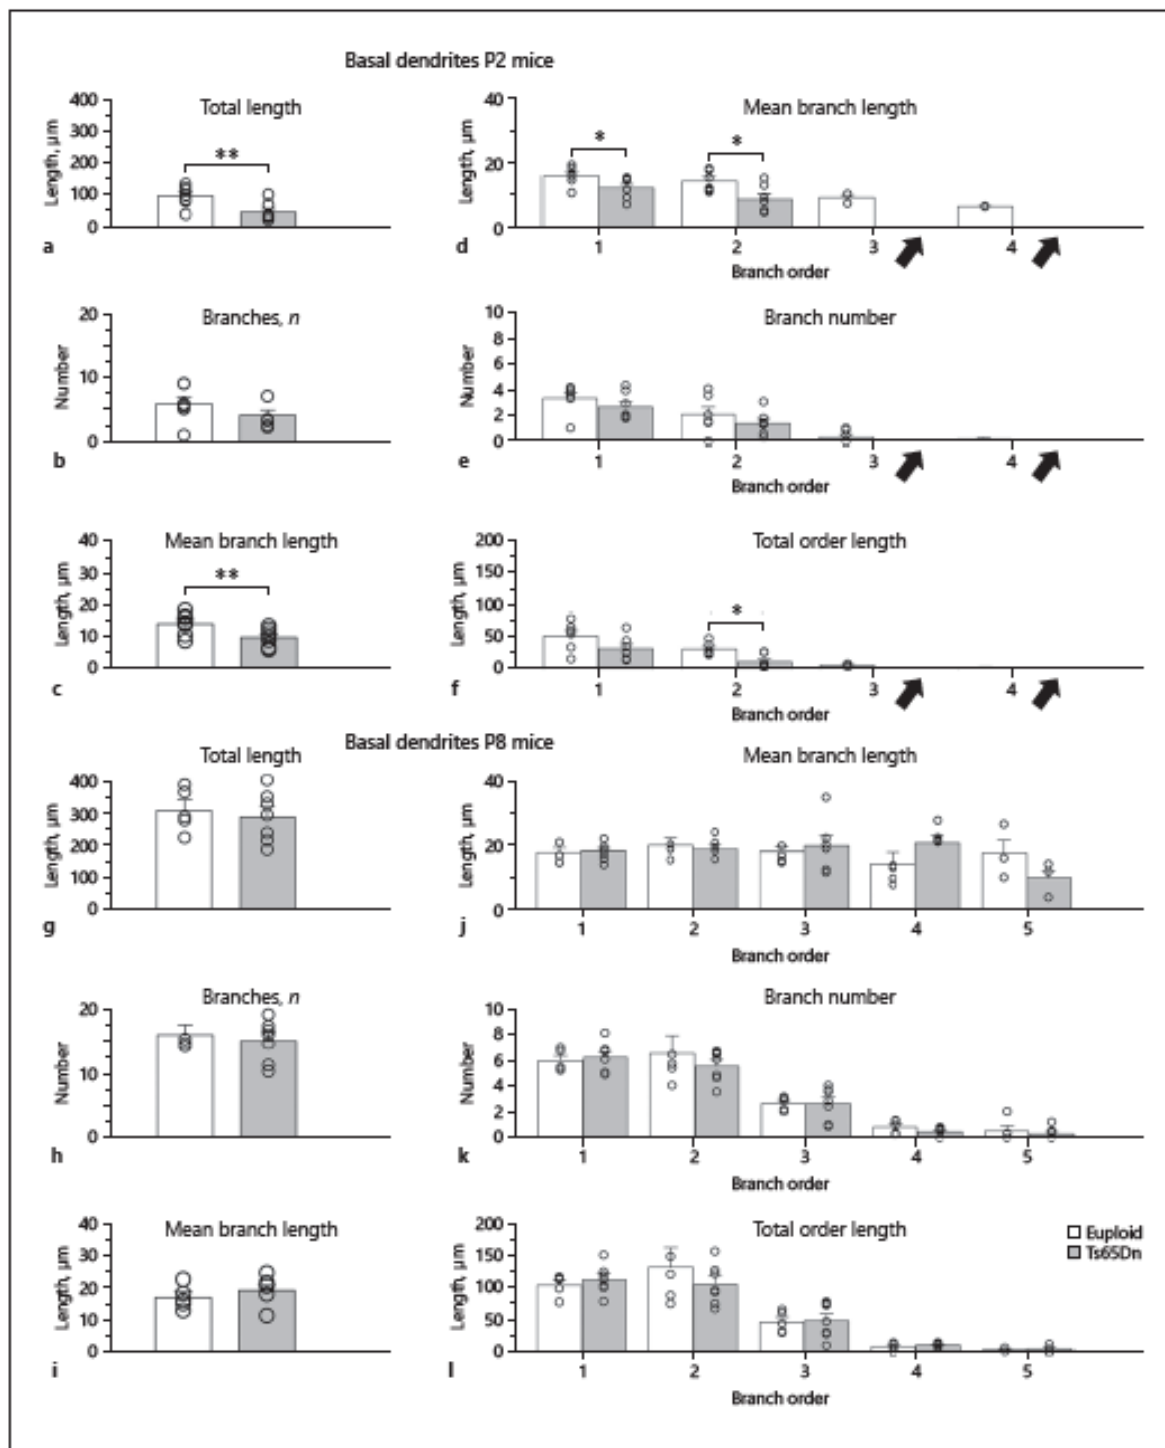 Basal dendrites P2 mice
Total length
Length, μm
400
300
200
100
0
**
a
Mean branch length
Length, μm
40
20
0
*
*
1
2
3
4
Branch order
d
Branches, n
Number
20
10
0
b
Branch number
Number
10
8
6
4
2
0
1
2
3
4
Branch order
e
Mean branch length
Length, μm
40
30
20
10
0
**
c
Total order length
Length, μm
200
150
100
50
0
*
1
2
3
4
Branch order
f
Basal dendrites P8 mice
Total length
Length, μm
400
300
200
100
0
g
Mean branch length
Length, μm
40
20
0
1
2
3
4
5
Branch order
j
Branches, n
Number
20
10
0
h
Branch number
Number
10
8
6
4
2
0
1
2
3
4
5
Branch order
k
Mean branch length
Length, μm
40
30
20
10
0
i
Total order length
Length, μm
200
150
100
50
0
1
2
3
4
5
Branch order
l
Euploid
Ts65Dn